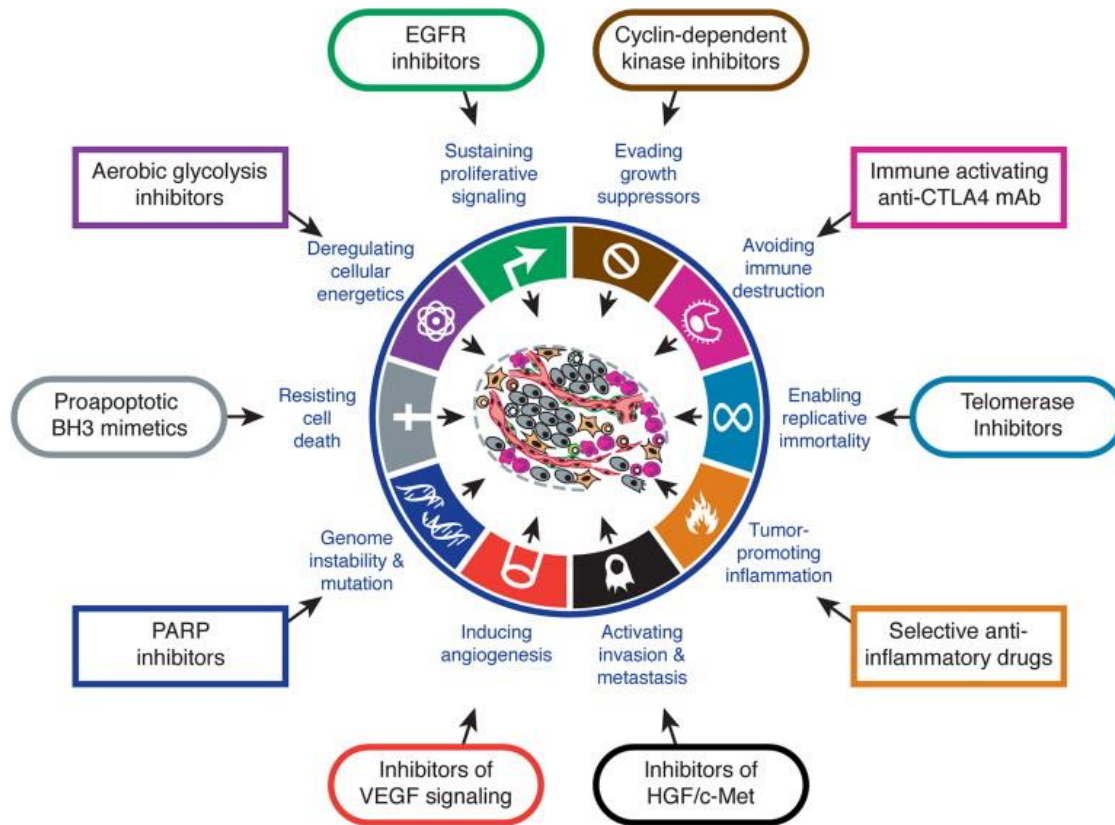 EGFR
inhibitors
Cyclin-dependent
kinase inhibitors
Sustaining
proliferative
signaling
Evading
growth
suppressors
Aerobic glycolysis
inhibitors
Immune activating
anti-CTLA4 mAb
Deregulating
cellular
energetics
Avoiding
immune
destruction
Proapoptotic
BH3 mimetics
Resisting
cell
death
Enabling
replicative
immortality
Telomerase
Inhibitors
Genome
instability &
mutation
Tumor-
promoting
inflammation
PARP
inhibitors
Inducing
angiogenesis
Activating
invasion &
metastasis
Selective anti-
inflammatory drugs
Inhibitors of
VEGF signaling
Inhibitors of
HGF/c-Met